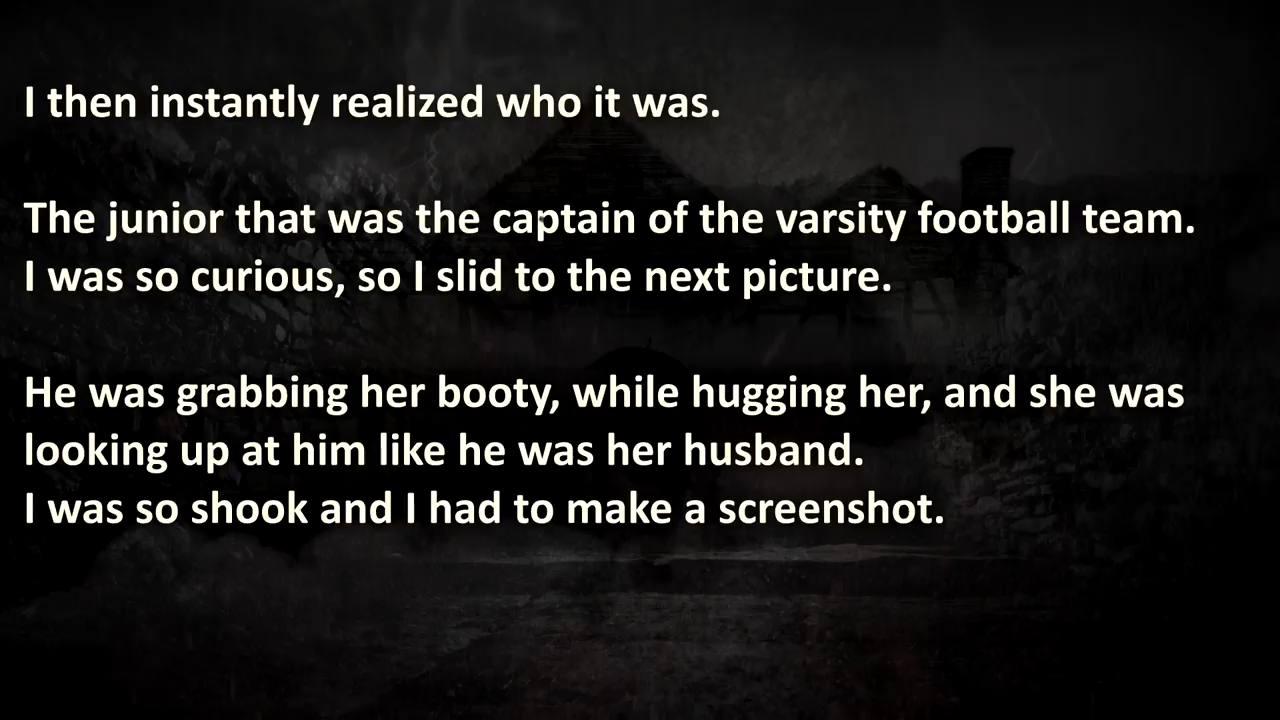 I then instantly realized who it was.
The junior that was the captain of the varsity football team.
I was so curious, so I slid to the next picture.
He was grabbing her booty, while hugging her, and she was
looking up at him like he was her husband.
I was so shook and I had to make a screenshot.